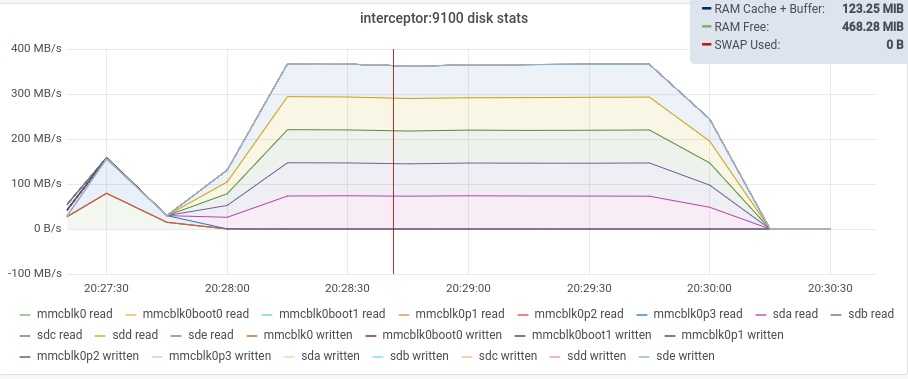 RAM Cache + Buffer: 123.25 MIB
interceptor:9100 disk stats
RAM Free: 468.28 MIB
SWAP Used: 0 B
400 MB/s
300 MB/s
200 MB/s
100 MB/s
0 B/s
-100 MB/s
20:27:30 20:28:00 20:28:30 20:29:00 20:29:30 20:30:00 20:30:30
mmcblk0 read mmcblk0boot0 read mmcblk0boot1 read mmcblk0p1 read mmcblk0p2 read mmcblk0p3 read sda read sdb read
sdc read sdd read sde read mmcblk0 written mmcblk0boot0 written mmcblk0boot1 written mmcblk0p1 written
mmcblk0p2 written mmcblk0p3 written sda written sdb written sdc written sdd written sde written